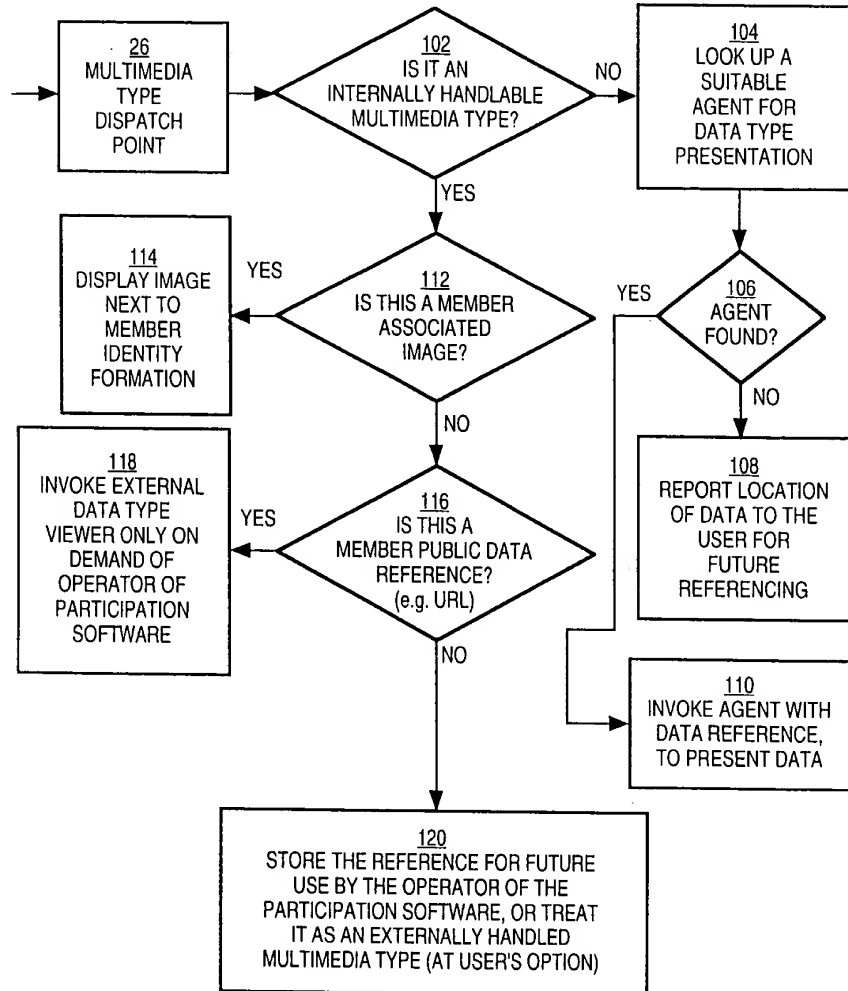 26
MULTIMEDIA
TYPE
DISPATCH
POINT
102
IS IT AN
INTERNALLY HANDLABLE
MULTIMEDIA TYPE?
NO
YES
104
LOOK UP A
SUITABLE
AGENT FOR
DATA TYPE
PRESENTATION
114
DISPLAY IMAGE
NEXT TO
MEMBER
IDENTITY
FORMATION
YES
112
IS THIS A MEMBER
ASSOCIATED
IMAGE?
NO
YES
106
AGENT
FOUND?
NO
118
INVOKE EXTERNAL
DATA TYPE
VIEWER ONLY ON
DEMAND OF
OPERATOR OF
PARTICIPATION
SOFTWARE
YES
116
IS THIS A
MEMBER PUBLIC DATA
REFERENCE?
(e.g. URL)
NO
108
REPORT LOCATION
OF DATA TO THE
USER FOR
FUTURE
REFERENCING
110
INVOKE AGENT WITH
DATA REFERENCE,
TO PRESENT DATA
120
STORE THE REFERENCE FOR FUTURE
USE BY THE OPERATOR OF THE
PARTICIPATION SOFTWARE, OR TREAT
IT AS AN EXTERNALLY HANDLED
MULTIMEDIA TYPE (AT USER'S OPTION)